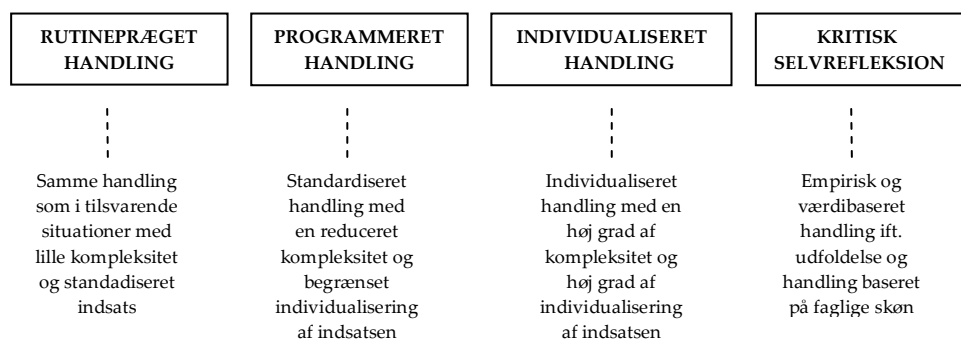 RUTINEPRÆGET
HANDLING
PROGRAMMERET
HANDLING
INDIVIDUALISERET
HANDLING
KRITISK
SELVREFLEKSION
Samme handling
som i tilsvarende
situationer med
lille kompleksitet
og standadiseret
indsats
Standardiseret
handling med
en reduceret
kompleksitet og
begrænset
individualisering
af indsatsen
Individualiseret
handling med en
høj grad af
kompleksitet og
høj grad af
individualisering
af indsatsen
Empirisk og
værdibaseret
handling ift.
udfoldelse og
handling baseret
på faglige skøn